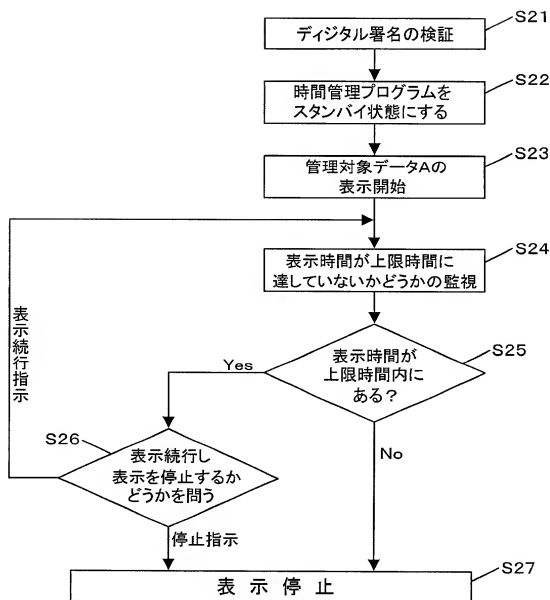 S21
ディジタル署名の検証
S22
時間管理プログラムを
スタンバイ状態にする
S23
管理対象データAの
表示開始
S24
表示時間が上限時間に
達していないかどうかの監視
S25
表示時間が
上限時間内に
ある?
Yes
No
表示続行指示
S26
表示続行し
表示を停止するか
どうかを問う
停止指示
S27
表示停止